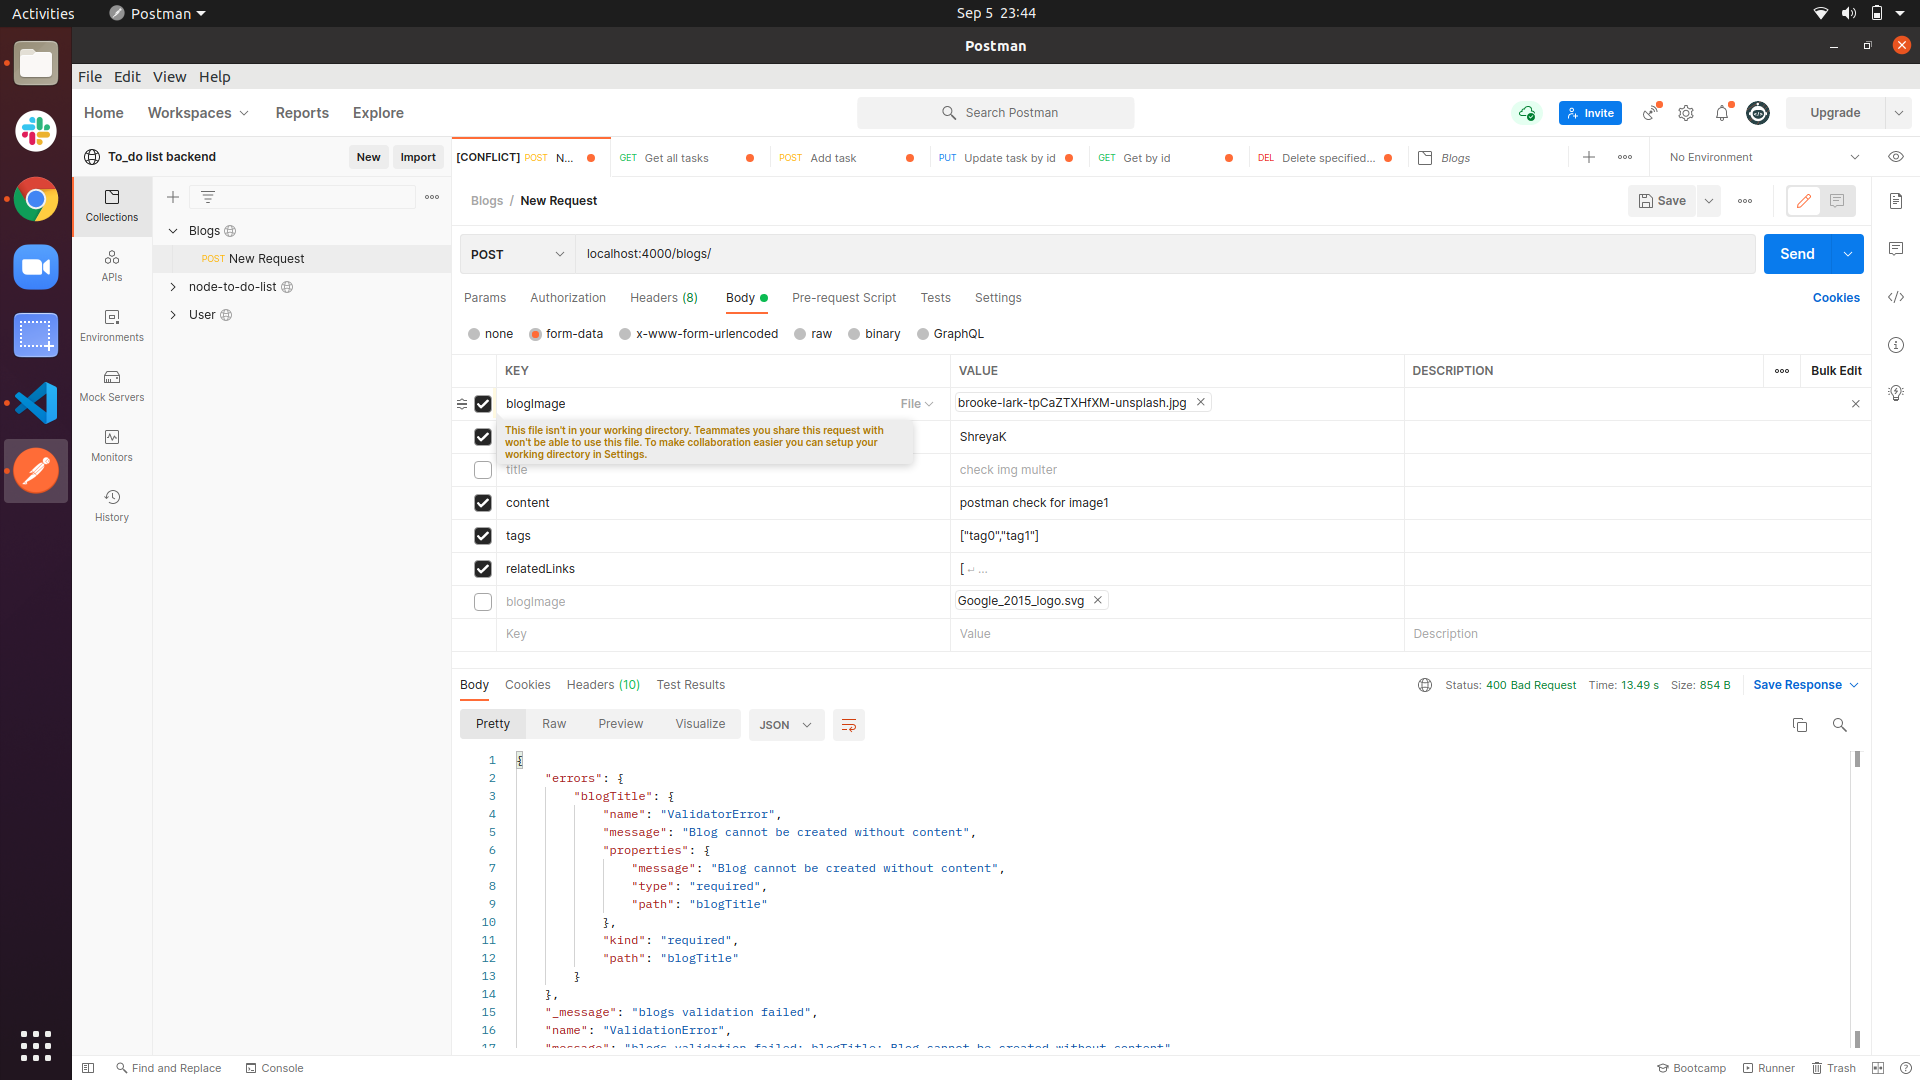 Activities
Postman
Sep 5 23:44
Postman
File Edit View Help
Home Workspaces Reports Explore
Search Postman
Invite
Upgrade
To_do list backend
New
Import
[CONFLICT] POST N...
GET Get all tasks
POST Add task
PUT Update task by id
GET Get by id
DEL Delete specified...
Blogs
No Environment
Collections
APIs
Environments
Mock Servers
Monitors
History
Blogs
POST New Request
node-to-do-list
User
Blogs / New Request
Save
POST
localhost:4000/blogs/
Send
Params Authorization Headers (8) Body Pre-request Script Tests Settings
Cookies
none form-data x-www-form-urlencoded raw binary GraphQL
KEY VALUE DESCRIPTION
Bulk Edit
blogImage File brooke-lark-tpCaZTXHfXM-unsplash.jpg
This file isn't in your working directory. Teammates you share this request with
won't be able to use this file. To make collaboration easier you can setup your
working directory in Settings.
ShreyaK
title check img multer
content postman check for image1
tags ["tag0","tag1"]
relatedLinks [ ↵ ...
blogImage Google_2015_logo.svg
Key Value Description
Body Cookies Headers (10) Test Results
Status: 400 Bad Request Time: 13.49 s Size: 854 B
Save Response
Pretty Raw Preview Visualize JSON
1 {
2 "errors": {
3 "blogTitle": {
4 "name": "ValidatorError",
5 "message": "Blog cannot be created without content",
6 "properties": {
7 "message": "Blog cannot be created without content",
8 "type": "required",
9 "path": "blogTitle"
10 },
11 "kind": "required",
12 "path": "blogTitle"
13 }
14 },
15 "_message": "blogs validation failed",
16 "name": "ValidationError",
17 "message": "blogs validation failed: blogTitle: Blog cannot be created without content"
Find and Replace
Console
Bootcamp
Runner
Trash